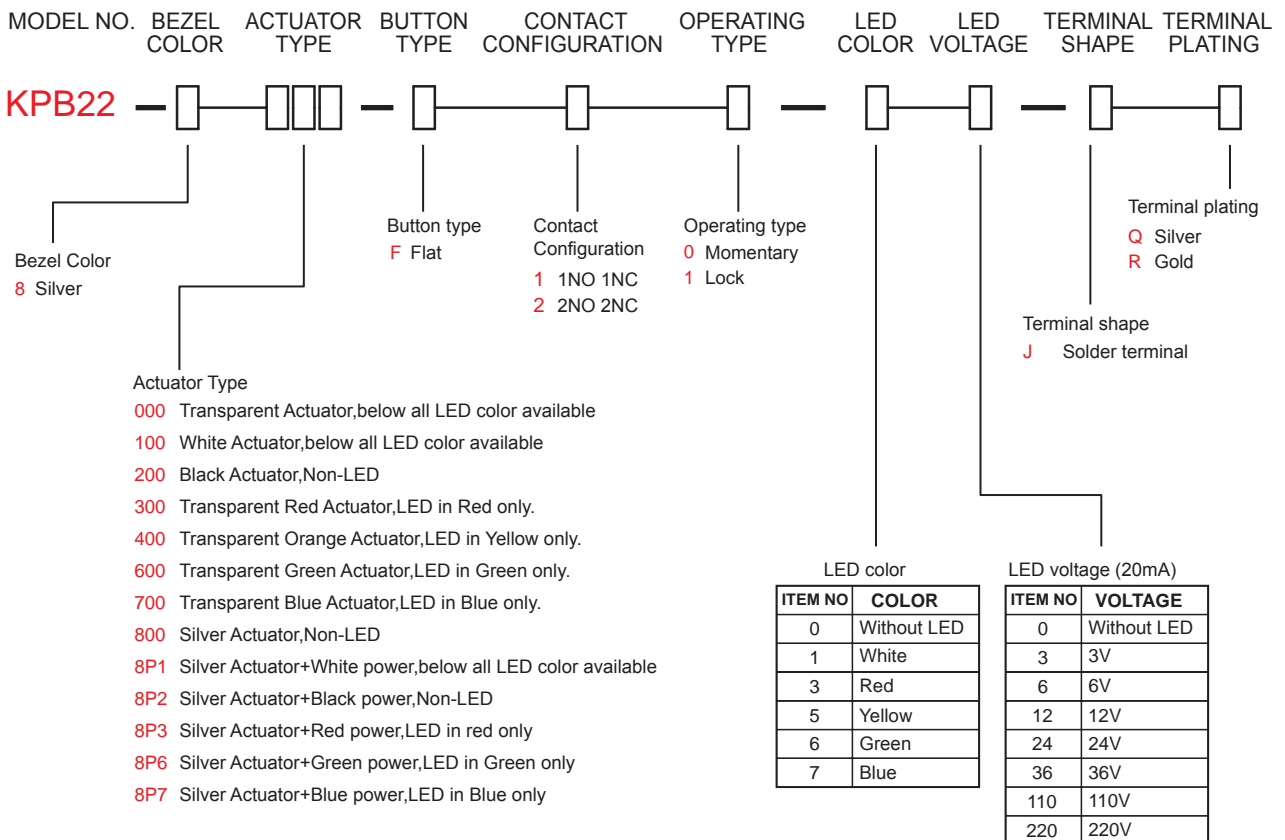 MODEL NO. BEZEL COLOR ACTUATOR TYPE BUTTON TYPE CONTACT CONFIGURATION OPERATING TYPE LED COLOR LED VOLTAGE TERMINAL SHAPE TERMINAL PLATING
KPB22
Bezel Color
8 Silver
Actuator Type
000 Transparent Actuator,below all LED color available
100 White Actuator,below all LED color available
200 Black Actuator,Non-LED
300 Transparent Red Actuator,LED in Red only.
400 Transparent Orange Actuator,LED in Yellow only.
600 Transparent Green Actuator,LED in Green only.
700 Transparent Blue Actuator,LED in Blue only.
800 Silver Actuator,Non-LED
8P1 Silver Actuator+White power,below all LED color available
8P2 Silver Actuator+Black power,Non-LED
8P3 Silver Actuator+Red power,LED in red only
8P6 Silver Actuator+Green power,LED in Green only
8P7 Silver Actuator+Blue power,LED in Blue only
Button type
F Flat
Contact
Configuration
1 1NO 1NC
2 2NO 2NC
Operating type
0 Momentary
1 Lock
LED color
ITEM NO COLOR
0 Without LED
1 White
3 Red
5 Yellow
6 Green
7 Blue
LED voltage (20mA)
ITEM NO VOLTAGE
0 Without LED
3 3V
6 6V
12 12V
24 24V
36 36V
110 110V
220 220V
Terminal shape
J Solder terminal
Terminal plating
Q Silver
R Gold